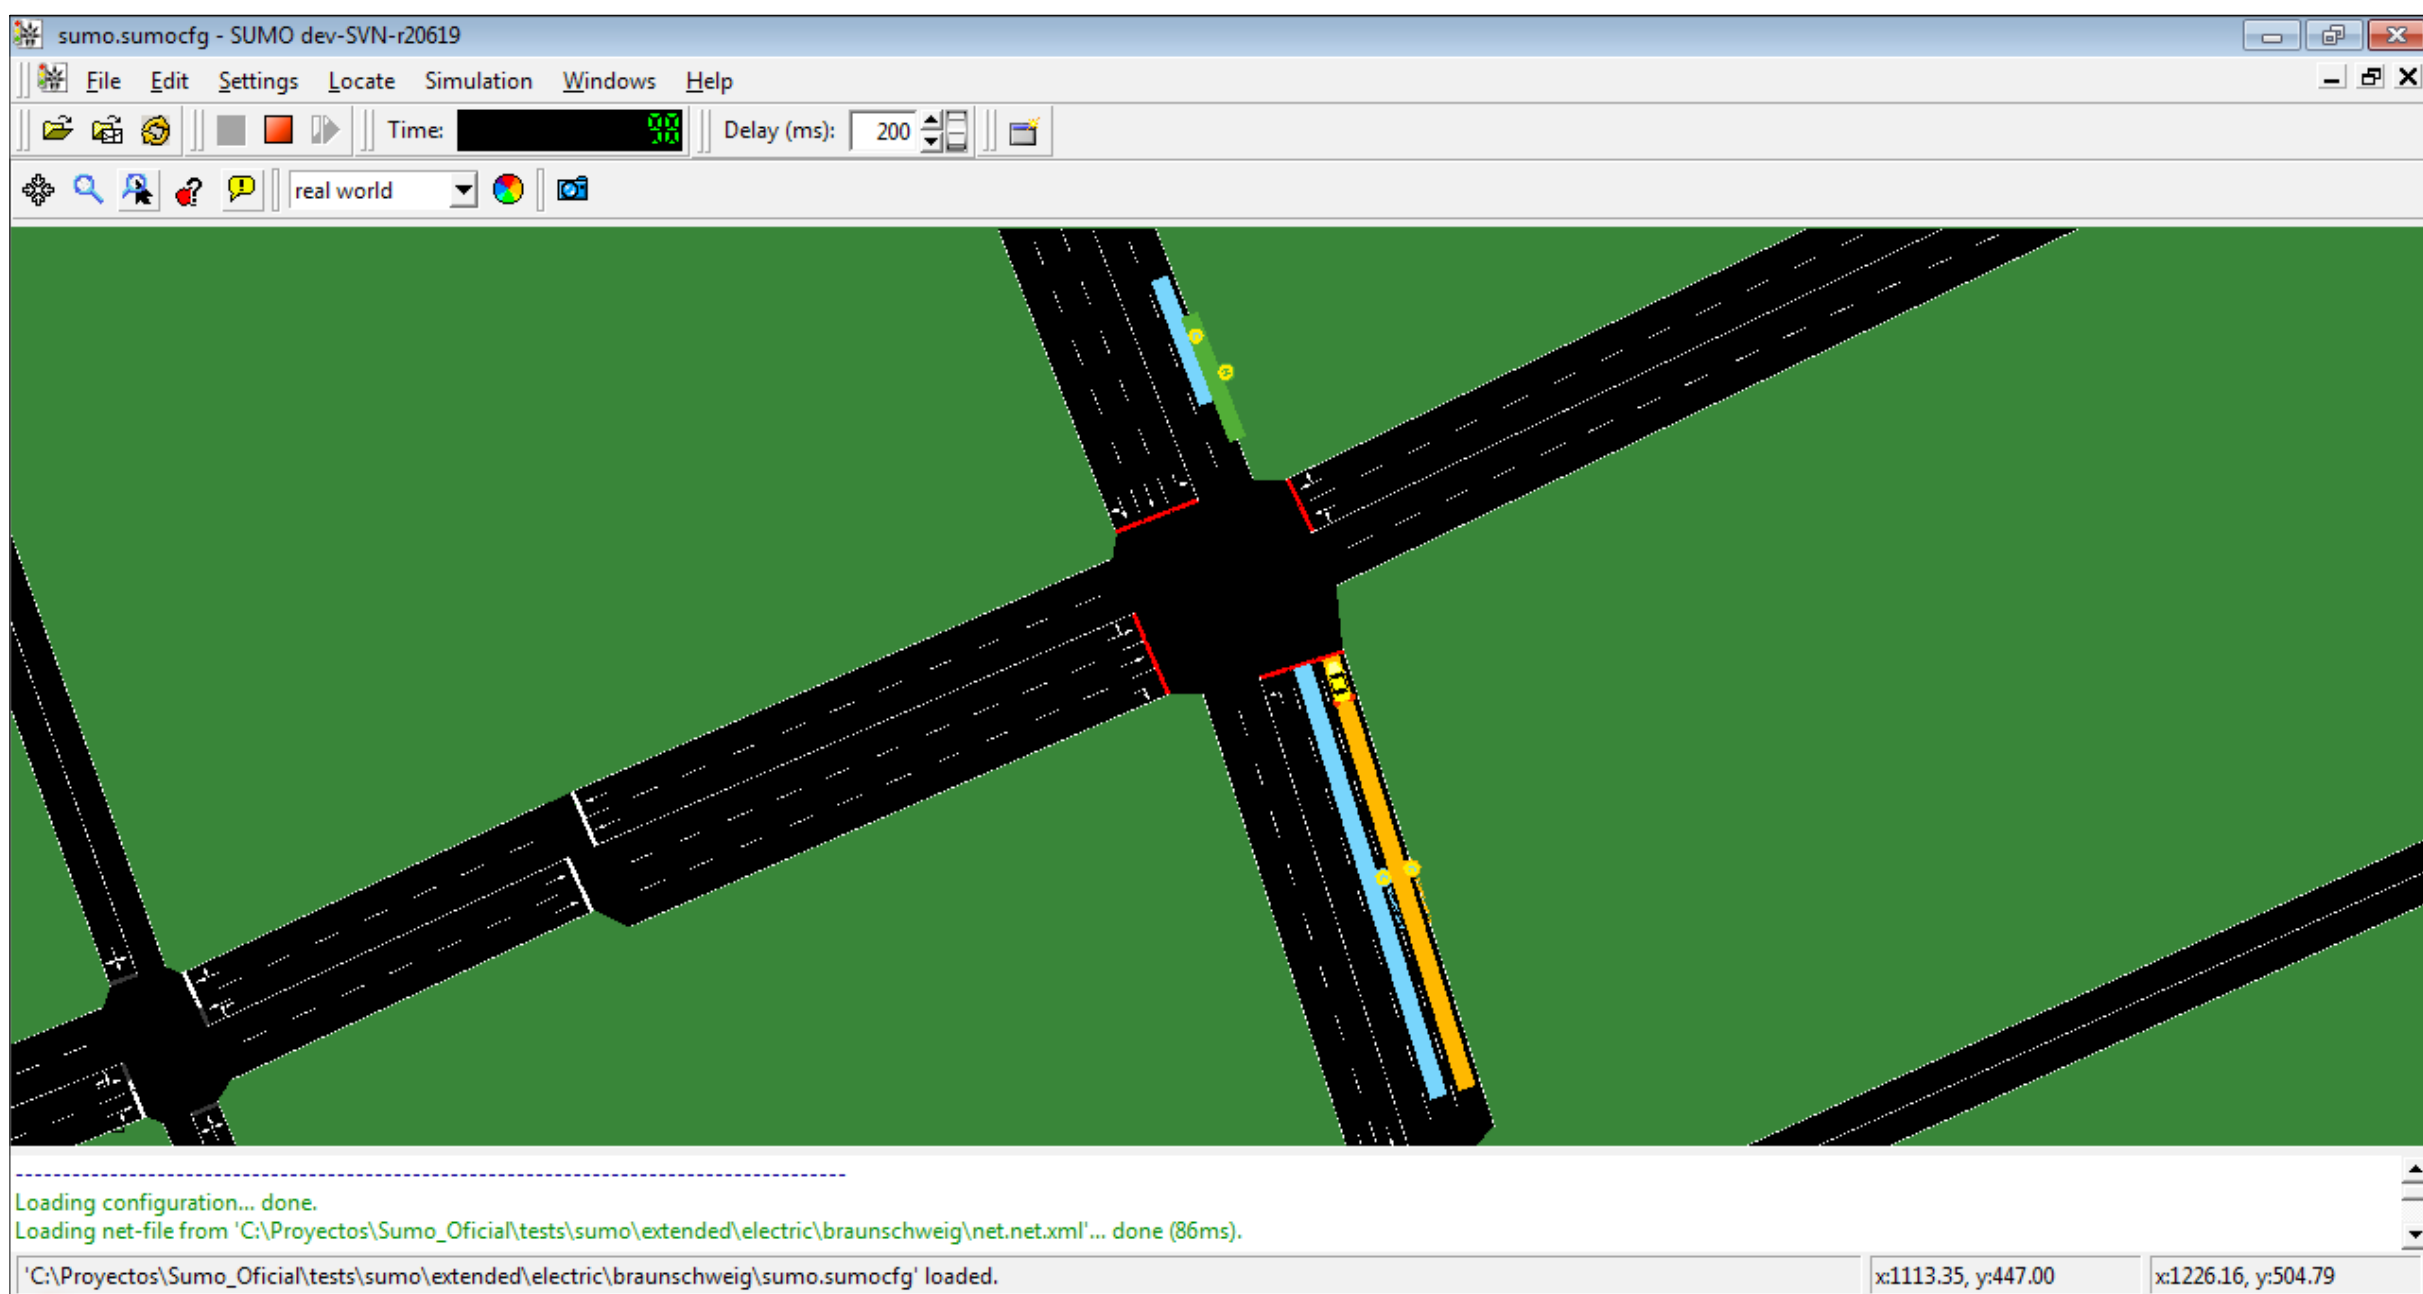 sumo.sumocfg - SUMO dev-SVN-r20619
File Edit Settings Locate Simulation Windows Help
Time: 98 Delay (ms): 200
real world
--------------------------------------------------------------------------------
Loading configuration... done.
Loading net-file from 'C:\Proyectos\Sumo_Oficial\tests\sumo\extended\electric\braunschweig\net.net.xml'... done (86ms).
'C:\Proyectos\Sumo_Oficial\tests\sumo\extended\electric\braunschweig\sumo.sumocfg' loaded. x:1113.35, y:447.00 x:1226.16, y:504.79